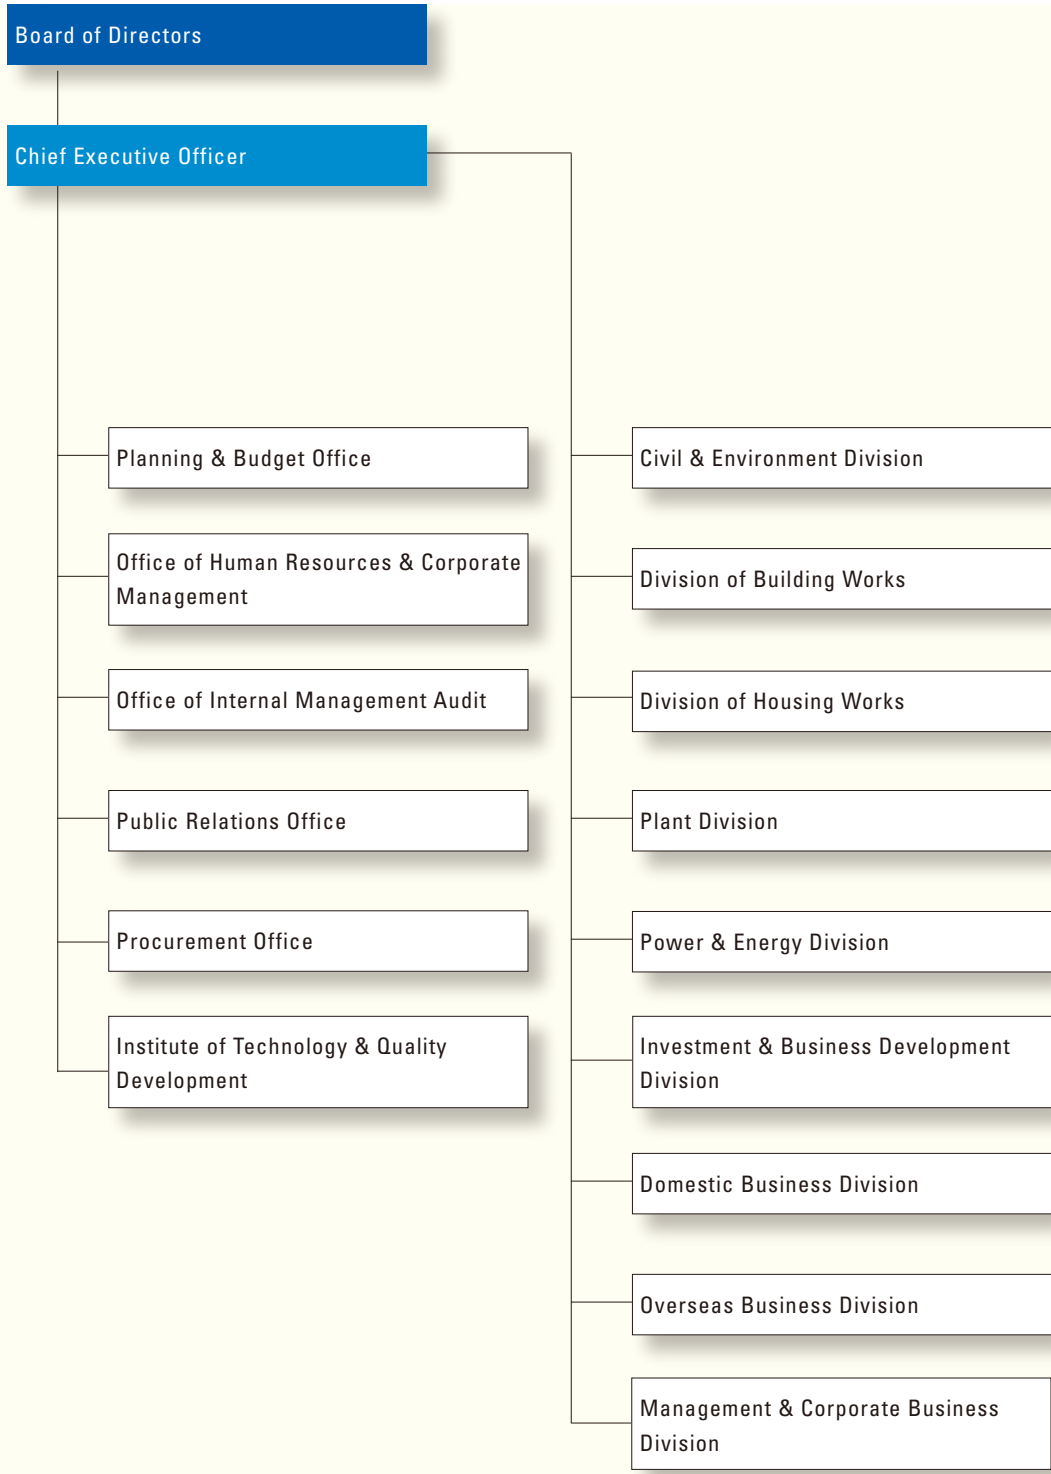 Board of Directors
Chief Executive Officer
Planning & Budget Office
Office of Human Resources & Corporate
Management
Office of Internal Management Audit
Public Relations Office
Procurement Office
Institute of Technology & Quality
Development
Civil & Environment Division
Division of Building Works
Division of Housing Works
Plant Division
Power & Energy Division
Investment & Business Development
Division
Domestic Business Division
Overseas Business Division
Management & Corporate Business
Division